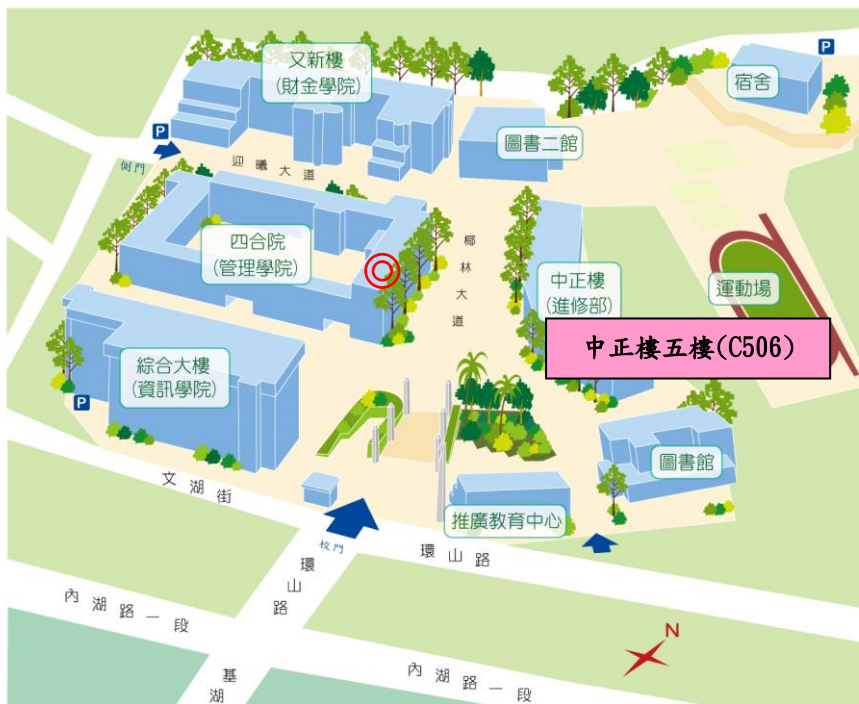 又新樓
(財金學院)
P
宿舍
P
圖書二館
側門
迎曦大道
四合院
(管理學院)
椰林大道
中正樓
(進修部)
運動場
中正樓五樓(C506)
綜合大樓
(資訊學院)
P
圖書館
文湖街
推廣教育中心
校門
環山路
環山路
內湖路一段
N
基湖
內湖路一段